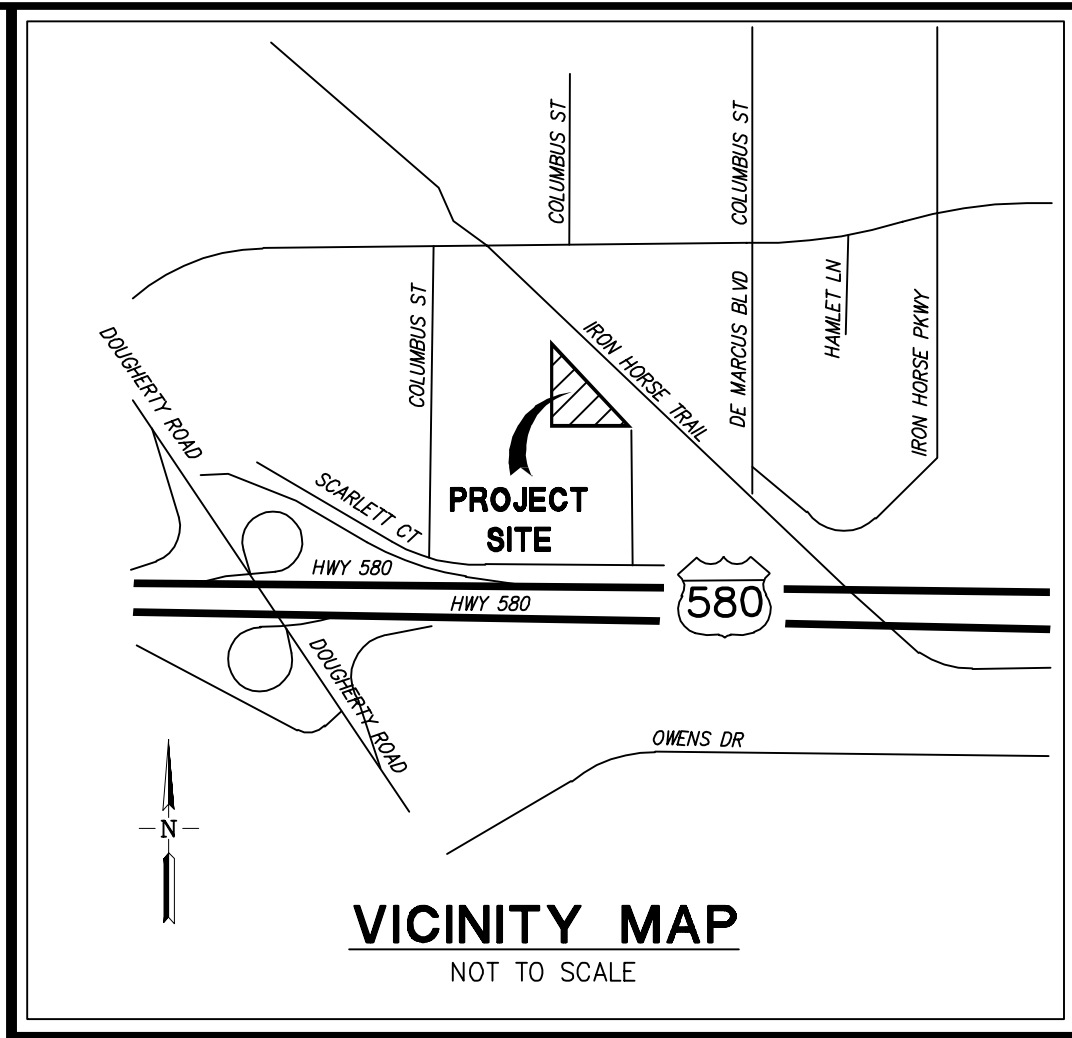 COLUMBUS ST
COLUMBUS ST
COLUMBUS ST
DE MARCUS BLVD
HAMLET LN
IRON HORSE PKWY
DOUGHERTY ROAD
IRON HORSE TRAIL
SCARLETT CT
PROJECT
SITE
HWY 580
HWY 580
580
DOUGHERTY ROAD
OWENS DR
N
VICINITY MAP
NOT TO SCALE